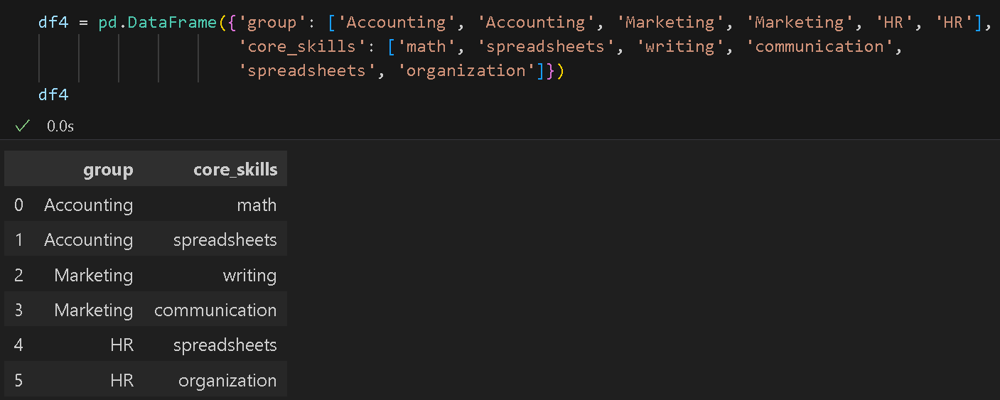 df4 = pd.DataFrame({'group': ['Accounting', 'Accounting', 'Marketing', 'Marketing', 'HR', 'HR'],
'core_skills': ['math', 'spreadsheets', 'writing', 'communication',
'spreadsheets', 'organization']})
df4
0.0s
group core_skills
0 Accounting math
1 Accounting spreadsheets
2 Marketing writing
3 Marketing communication
4 HR spreadsheets
5 HR organization